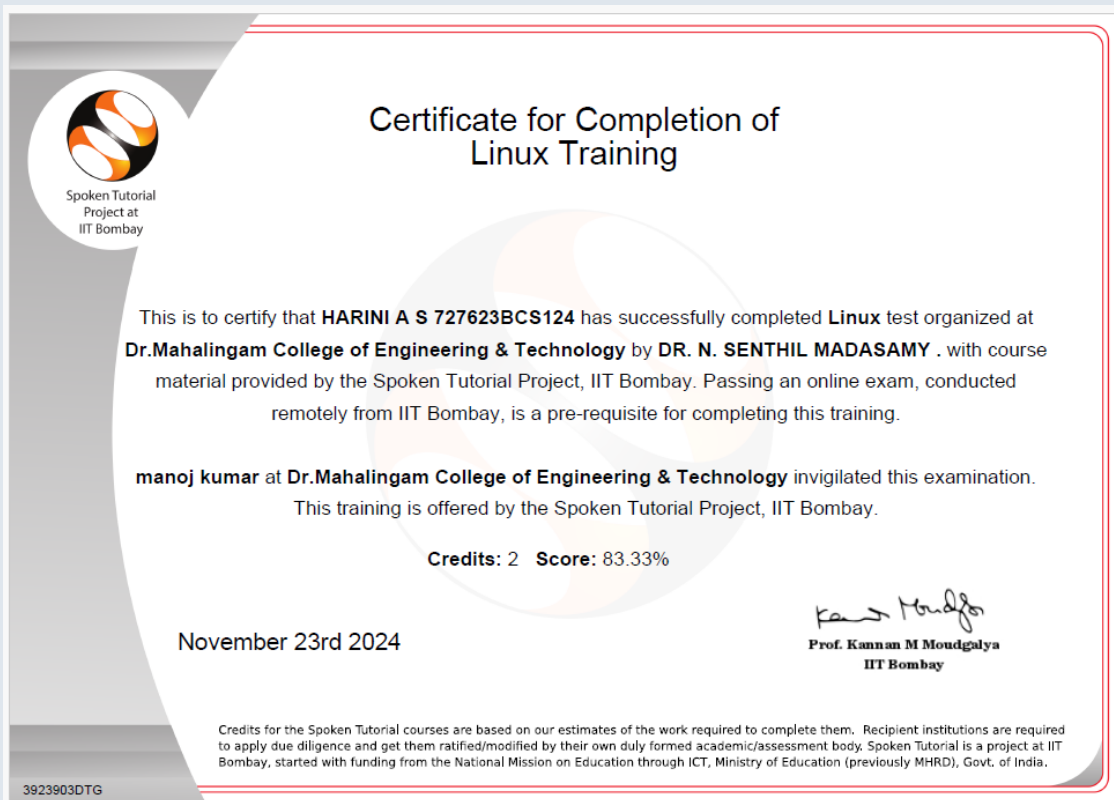 Certificate for Completion of
Linux Training
Spoken Tutorial
Project at
IIT Bombay
This is to certify that HARINI A S 727623BCS124 has successfully completed Linux test organized at
Dr.Mahalingam College of Engineering & Technology by DR. N. SENTHIL MADASAMY . with course
material provided by the Spoken Tutorial Project, IIT Bombay. Passing an online exam, conducted
remotely from IIT Bombay, is a pre-requisite for completing this training.
manoj kumar at Dr.Mahalingam College of Engineering & Technology invigilated this examination.
This training is offered by the Spoken Tutorial Project, IIT Bombay.
Credits: 2 Score: 83.33%
November 23rd 2024
Prof. Kannan M Moudgalya
IIT Bombay
Credits for the Spoken Tutorial courses are based on our estimates of the work required to complete them. Recipient institutions are required
to apply due diligence and get them ratified/modified by their own duly formed academic/assessment body. Spoken Tutorial is a project at IIT
Bombay, started with funding from the National Mission on Education through ICT, Ministry of Education (previously MHRD), Govt. of India.
3923903DTG